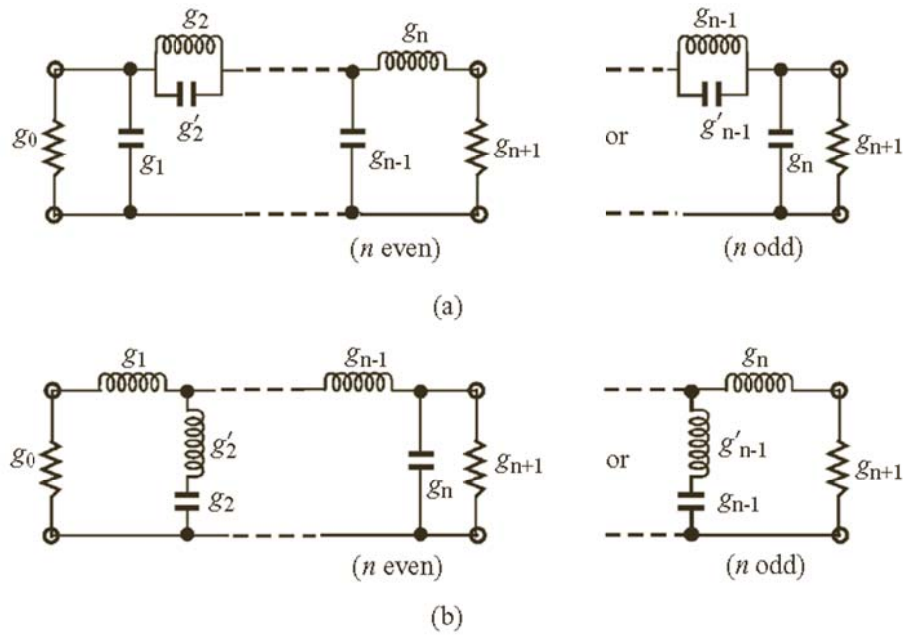 g2
gn
gn-1
g0
g1
g′2
gn-1
gn+1
or
g′n-1
gn
gn+1
(n even)
(n odd)
(a)
g1
gn-1
gn
g0
g′2
g2
gn
gn+1
or
g′n-1
gn-1
gn+1
(n even)
(n odd)
(b)